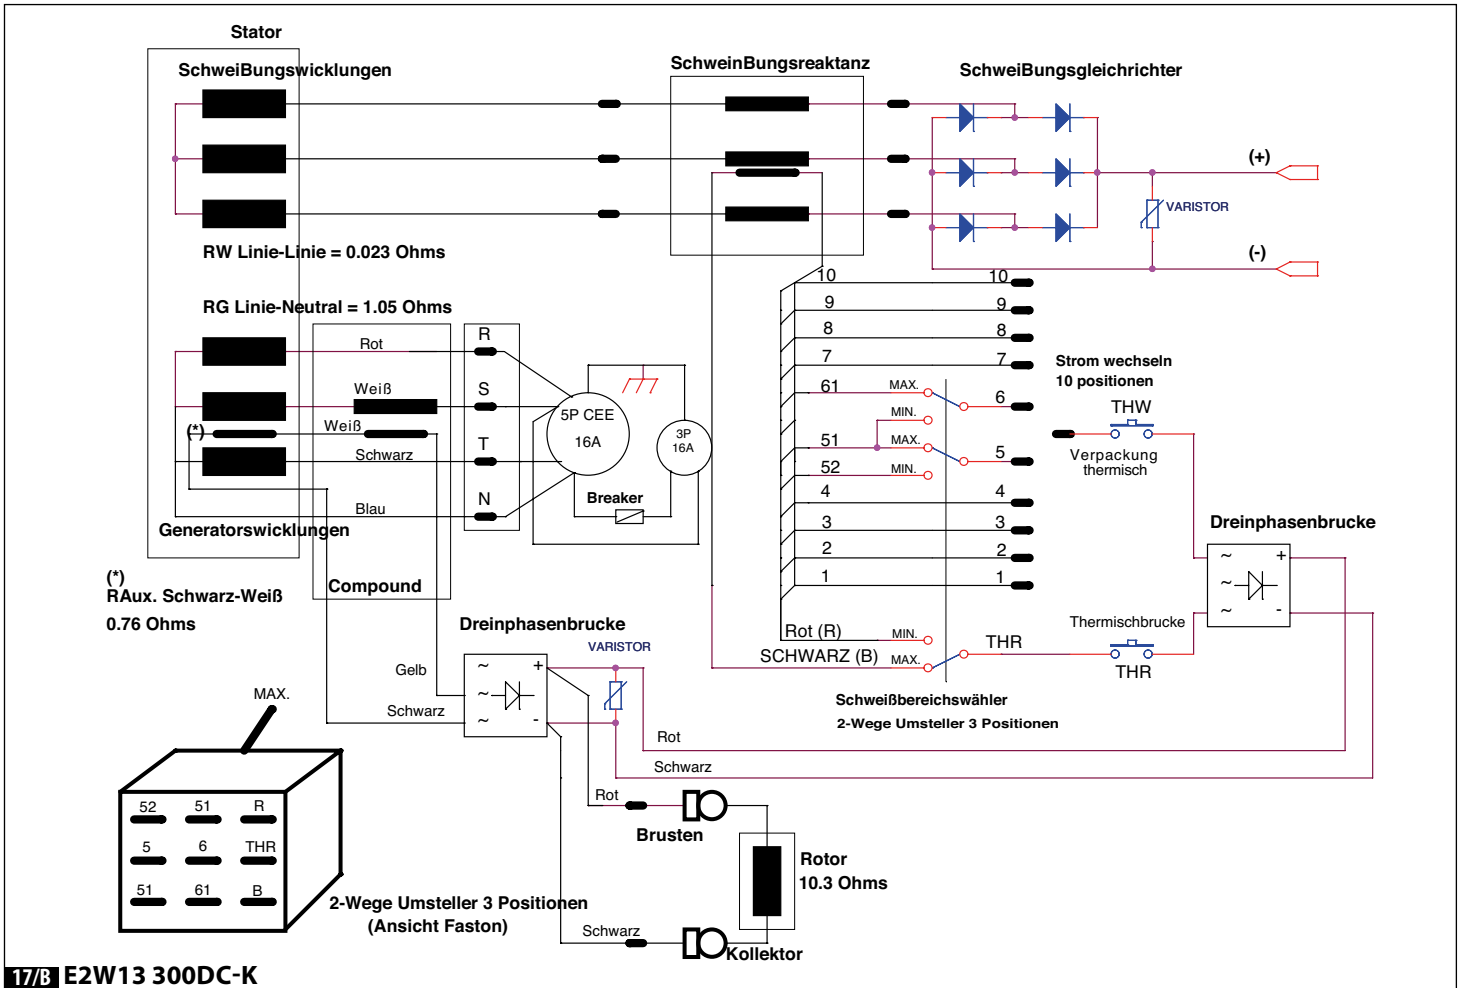 Stator
SchweiBungswicklungen
SchweinBungsreaktanz
SchweiBungsgleichrichter
(+)
VARISTOR
(-)
RW Linie-Linie = 0.023 Ohms
RG Linie-Neutral = 1.05 Ohms
10 10
9 9
8 8
7 7
61 MAX. 6
MIN.
51 MAX. 5
52 MIN.
4 4
3 3
2 2
1 1
Rot (R) MIN.
SCHWARZ (B) MAX.
THR
Strom wechseln
10 positionen
THW
Verpackung
thermisch
Rot R
Weiß S
(*) Weiß
Schwarz T
Blau N
5P CEE
16A
3P
16A
Breaker
Generatorswicklungen
Compound
(*)
RAux. Schwarz-Weiß
0.76 Ohms
Dreinphasenbrucke
~ +
~
~ -
Thermischbrucke
THR
Schweißbereichswähler
2-Wege Umsteller 3 Positionen
Dreinphasenbrucke
VARISTOR
Gelb
Schwarz
~ +
~
~ -
Rot
Schwarz
Rot
Brusten
Rotor
10.3 Ohms
Schwarz
Kollektor
MAX.
52 51 R
5 6 THR
51 61 B
2-Wege Umsteller 3 Positionen
(Ansicht Faston)
17/B E2W13 300DC-K